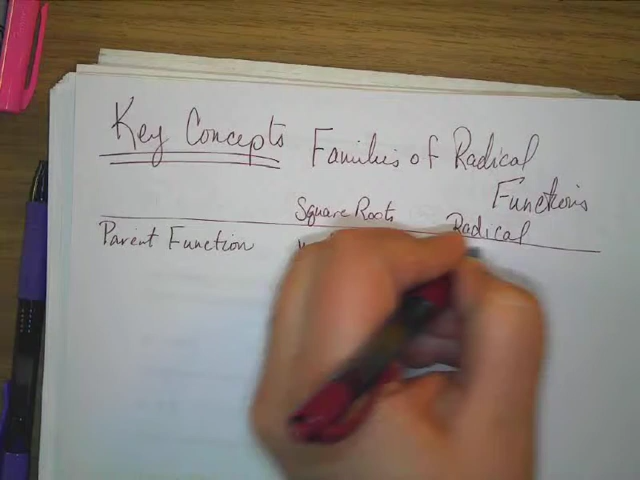 Key Concepts Families of Radical
Functions
Square Roots Radical
Parent Function